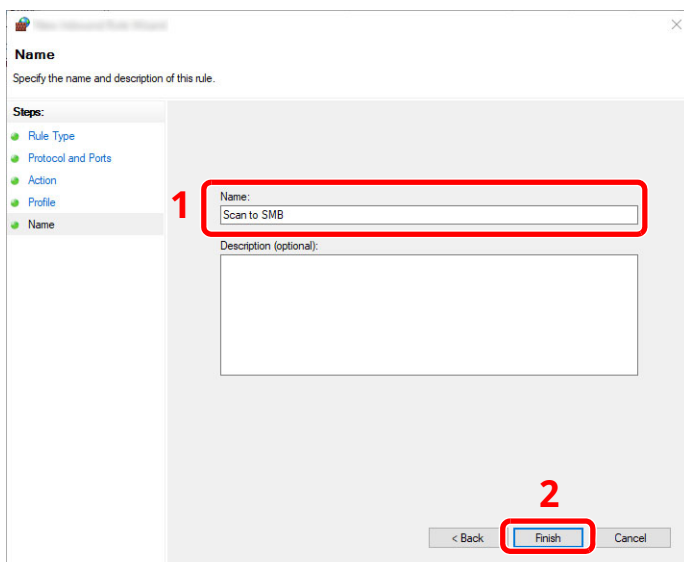 Name
Specify the name and description of this rule.
Steps:
Rule Type
Protocol and Ports
Action
Profile
Name
1
Name:
Scan to SMB
Description (optional):
2
< Back
Finish
Cancel